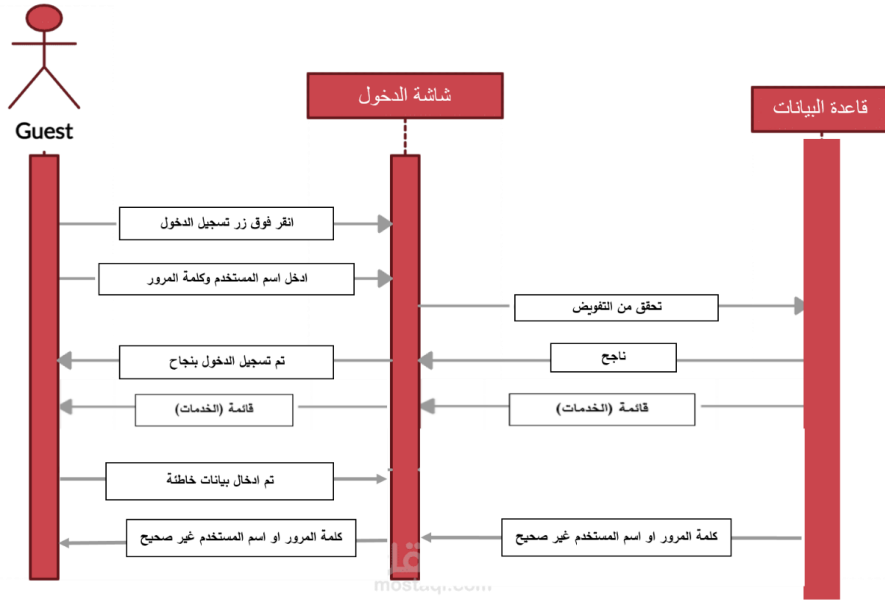 شاشة الدخول
قاعدة البيانات
Guest
انقر فوق زر تسجيل الدخول
ادخل اسم المستخدم وكلمة المرور
تحقق من التفويض
ناجح
تم تسجيل الدخول بنجاح
قائمة (الخدمات)
قائمة (الخدمات)
تم ادخال بيانات خاطئة
كلمة المرور او اسم المستخدم غير صحيح
كلمة المرور او اسم المستخدم غير صحيح
mostaql.com